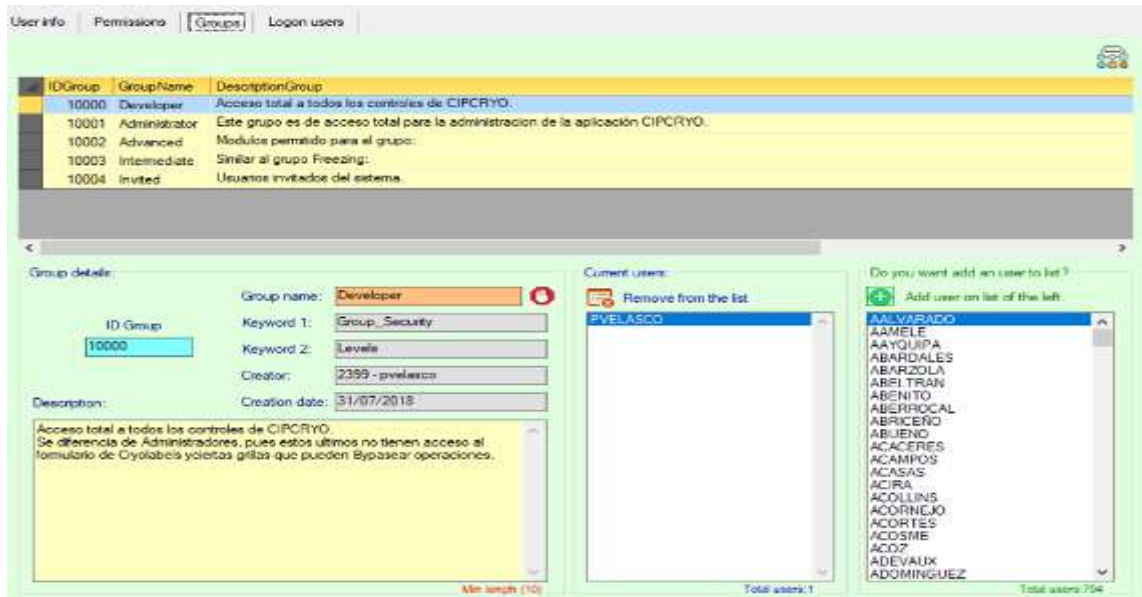 User info Permissions Groups Logon users
IDGroup GroupName DescriptionGroup
10000 Developer Acceso total a todos los controles de CIPCRYO.
10001 Administrator Este grupo es de acceso total para la administracion de la aplicación CIPCRYO.
10002 Advanced Modulos permitido para el grupo:
10003 Intermediate Similar al grupo Freezing:
10004 Invited Usuarios invitados del sistema.
Group details:
Group name: Developer
ID Group
10000
Keyword 1: Group_Security
Keyword 2: Levels
Creator: 2399 - pvelasco
Creation date: 31/07/2018
Description:
Acceso total a todos los controles de CIPCRYO.
Se diferencia de Administradores, pues estos ultimos no tienen acceso al
formulario de Cryolabels yciertas grillas que pueden Bypasear operaciones.
Min length (10)
Current users:
Remove from the list
PVELASCO
Total users:1
Do you want add an user to list?
Add user on list of the left
AALVARADO
AAMELE
AAYQUIPA
ABARDALES
ABARZOLA
ABELTRAN
ABENITO
ABERROCAL
ABRICEÑO
ABUENO
ACACERES
ACAMPOS
ACASAS
ACIRA
ACOLLINS
ACORNEJO
ACORTES
ACOSME
ACOZ
ADEVAUX
ADOMINGUEZ
Total users:794